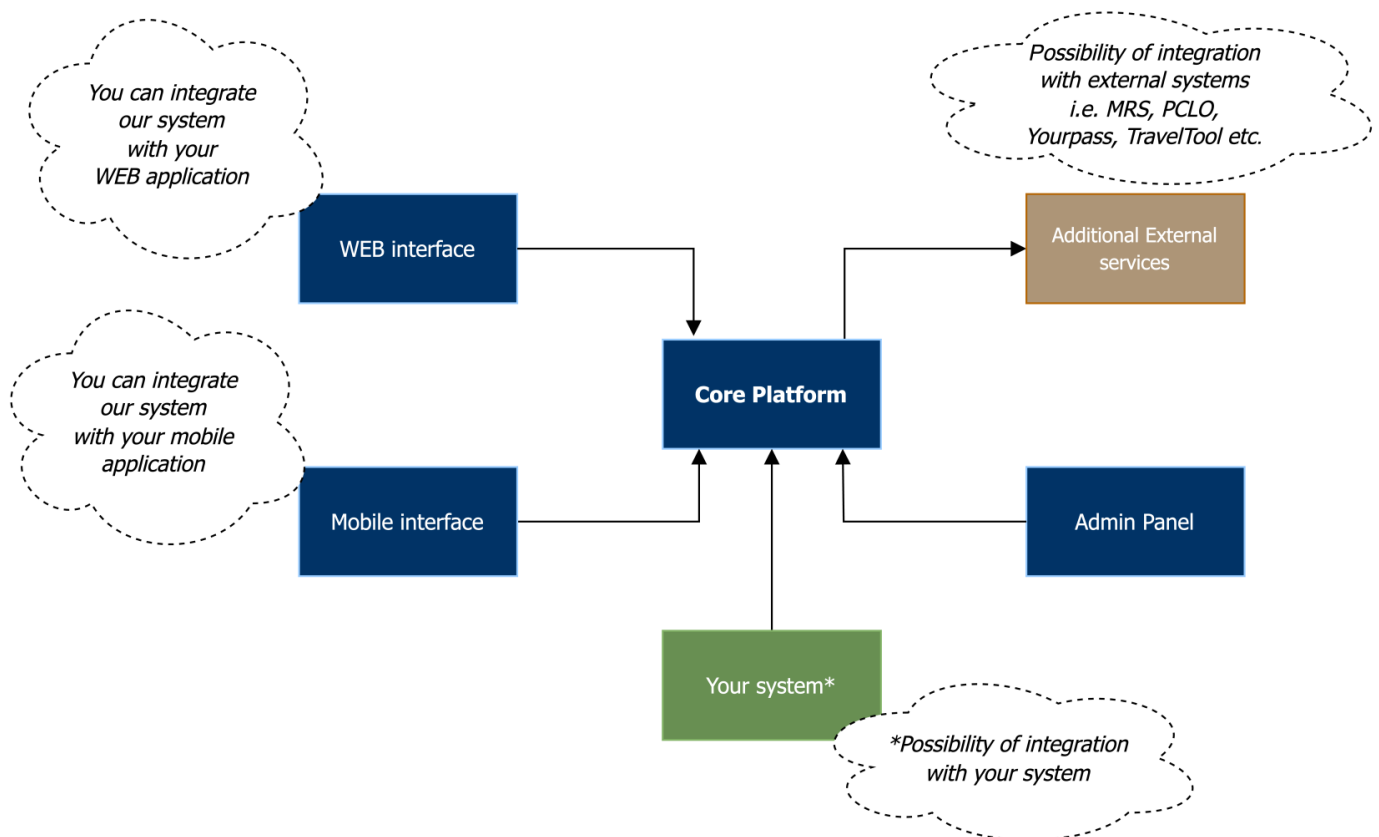 You can integrate
our system
with your
WEB application
Possibility of integration
with external systems
i.e. MRS, PCLO,
Yourpass, TravelTool etc.
WEB interface
Additional External
services
You can integrate
our system
with your mobile
application
Core Platform
Mobile interface
Admin Panel
Your system*
*Possibility of integration
with your system